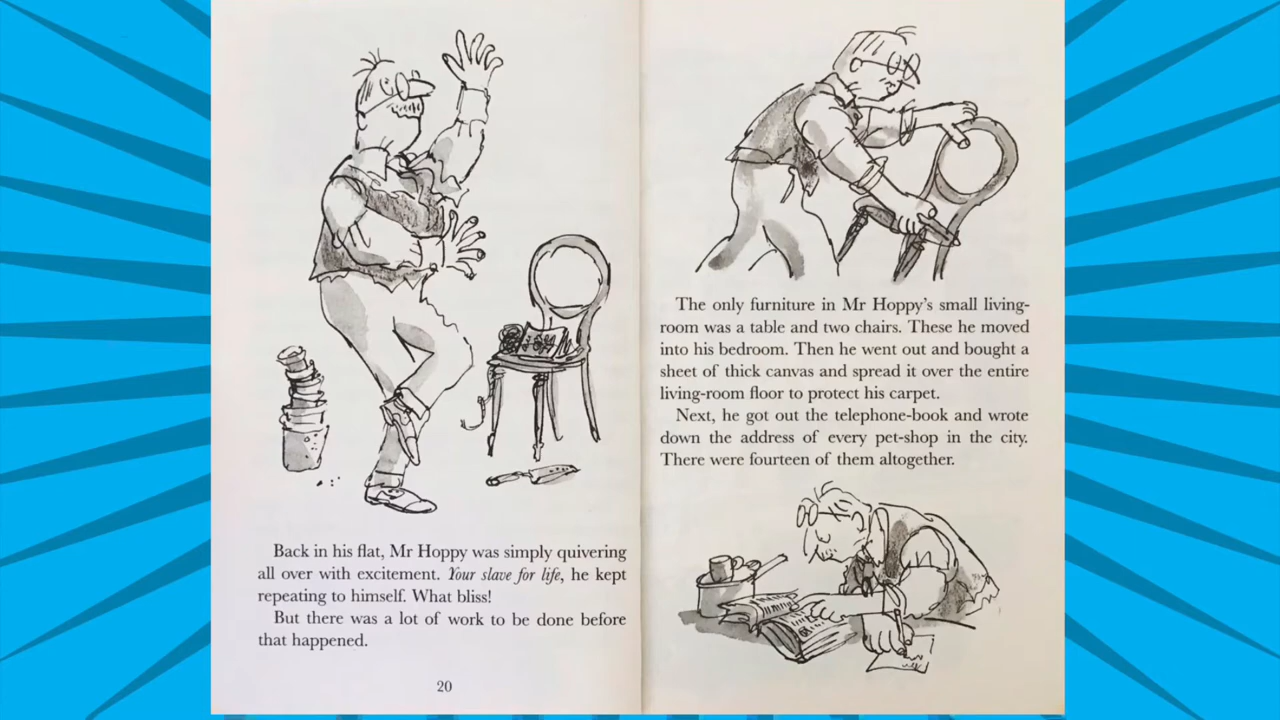 Back in his flat, Mr Hoppy was simply quivering
all over with excitement. Your slave for life, he kept
repeating to himself. What bliss!
But there was a lot of work to be done before
that happened.
20
The only furniture in Mr Hoppy's small living-
room was a table and two chairs. These he moved
into his bedroom. Then he went out and bought a
sheet of thick canvas and spread it over the entire
living-room floor to protect his carpet.
Next, he got out the telephone-book and wrote
down the address of every pet-shop in the city.
There were fourteen of them altogether.